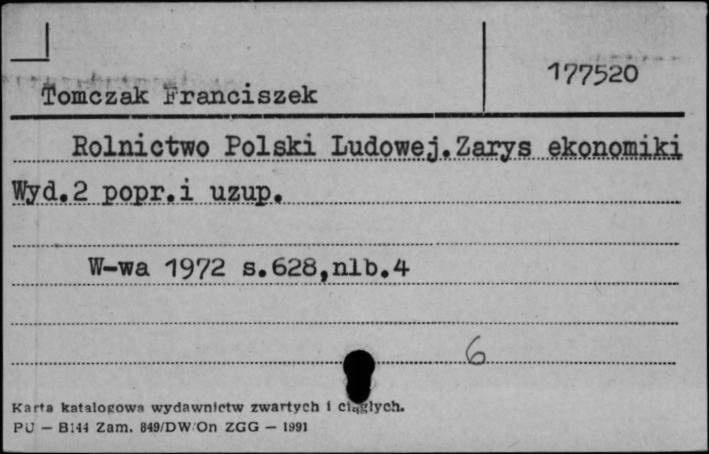 177520
Tomczak Franciszek
Rolnictwo Polski Ludowej.Zarys ekonomiki
Wyd.2 popr.i uzup.
W-wa 1972 s.628,nlb.4
6
Karta katalogowa wydawnictw zwartych i ciąglych.
PU — B144 Zam. 849/DW/On ZGG — 1991